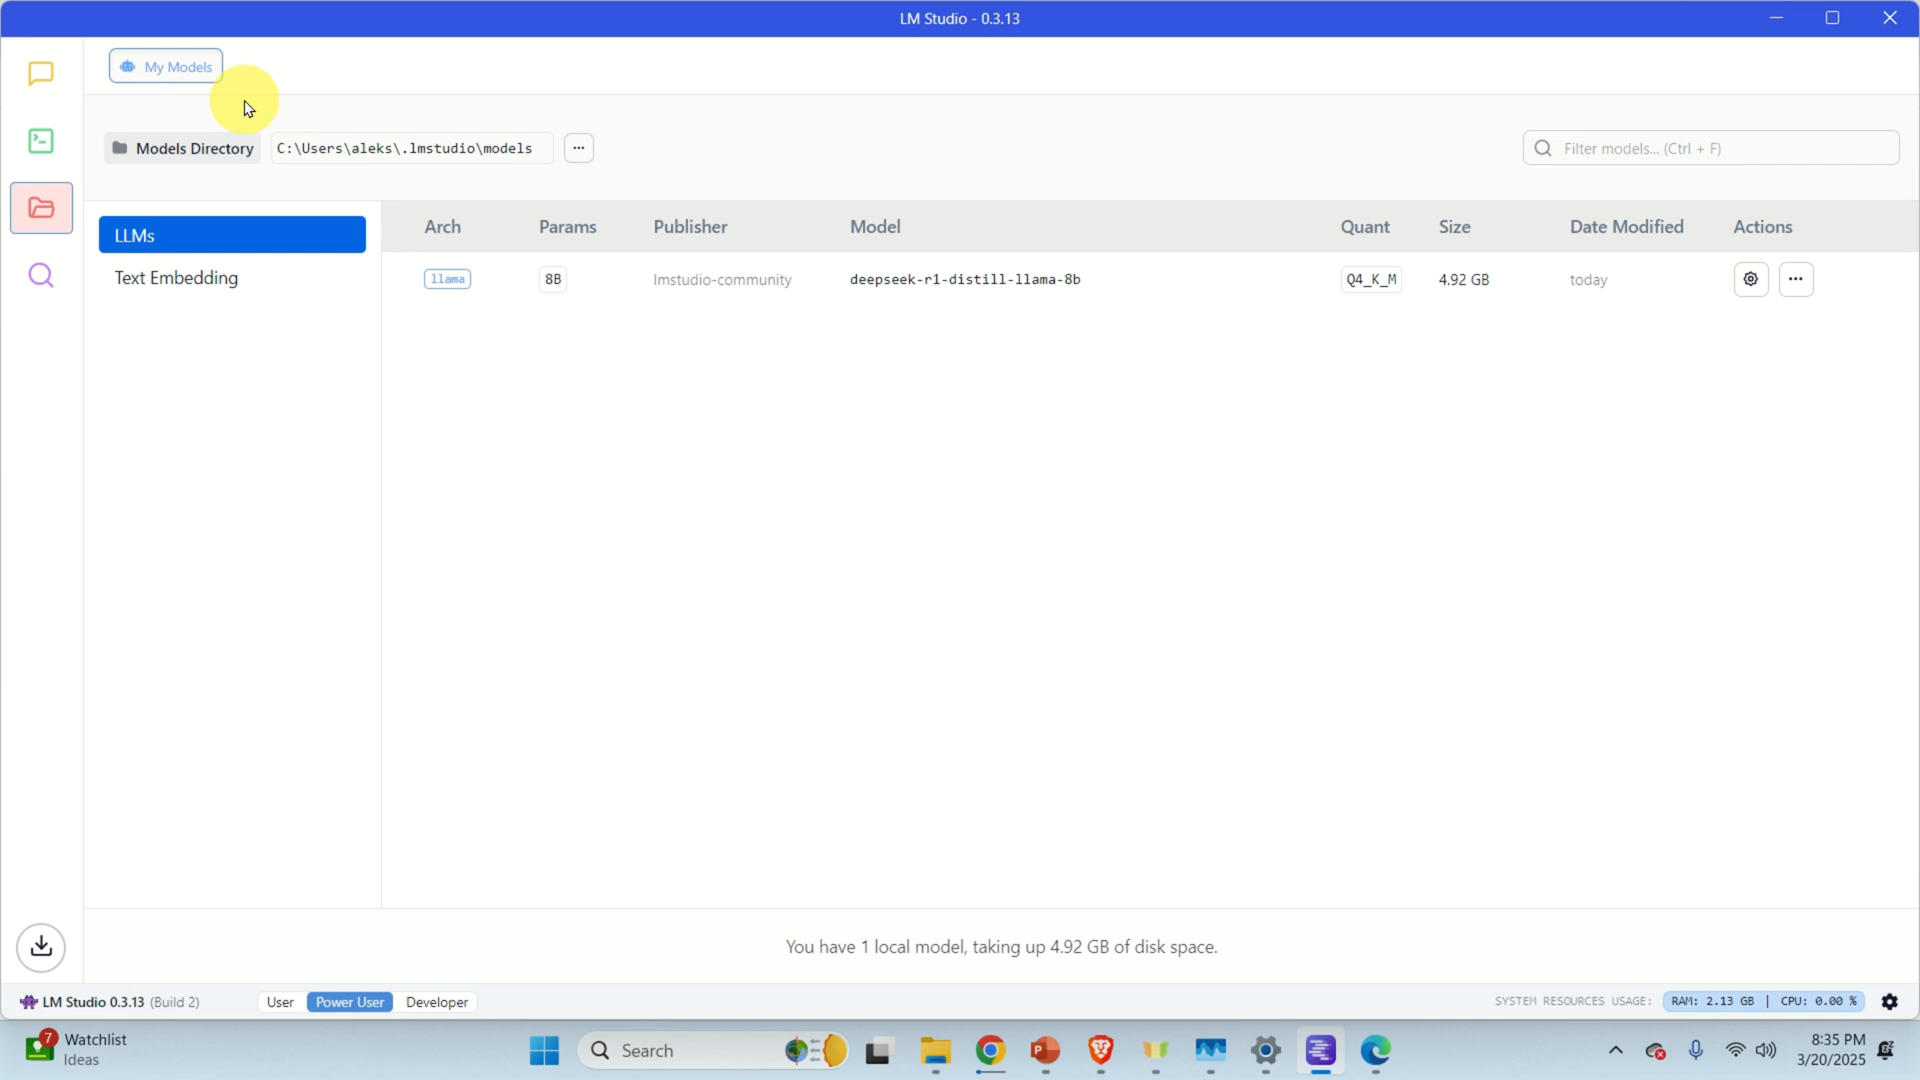 LM Studio - 0.3.13
My Models
Models Directory C:\Users\aleks\.lmstudio\models ...
Filter models... (Ctrl + F)
LLMs
Text Embedding
Arch Params Publisher Model Quant Size Date Modified Actions
llama 8B lmstudio-community deepseek-r1-distill-llama-8b Q4_K_M 4.92 GB today ...
You have 1 local model, taking up 4.92 GB of disk space.
LM Studio 0.3.13 (Build 2) User Power User Developer SYSTEM RESOURCES USAGE: RAM: 2.13 GB | CPU: 0.00 %
7
Watchlist
Ideas
Search
P
8:35 PM
3/20/2025